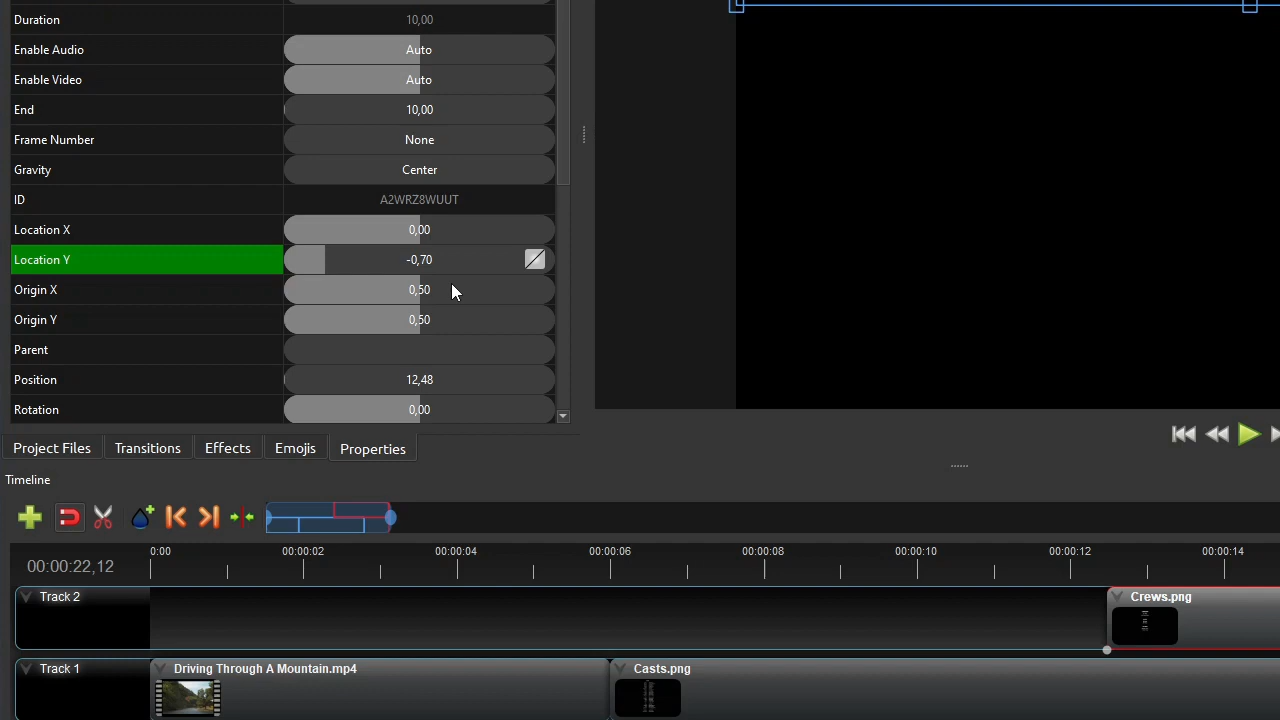 Duration 10,00
Enable Audio Auto
Enable Video Auto
End 10,00
Frame Number None
Gravity Center
ID A2WRZ8WUUT
Location X 0,00
Location Y -0,70
Origin X 0,50
Origin Y 0,50
Parent
Position 12,48
Rotation 0,00
Project Files Transitions Effects Emojis Properties
Timeline
0:00 00:00:02 00:00:04 00:00:06 00:00:08 00:00:10 00:00:12 00:00:14
00:00:22,12
Track 2 Crews.png
Track 1 Driving Through A Mountain.mp4 Casts.png